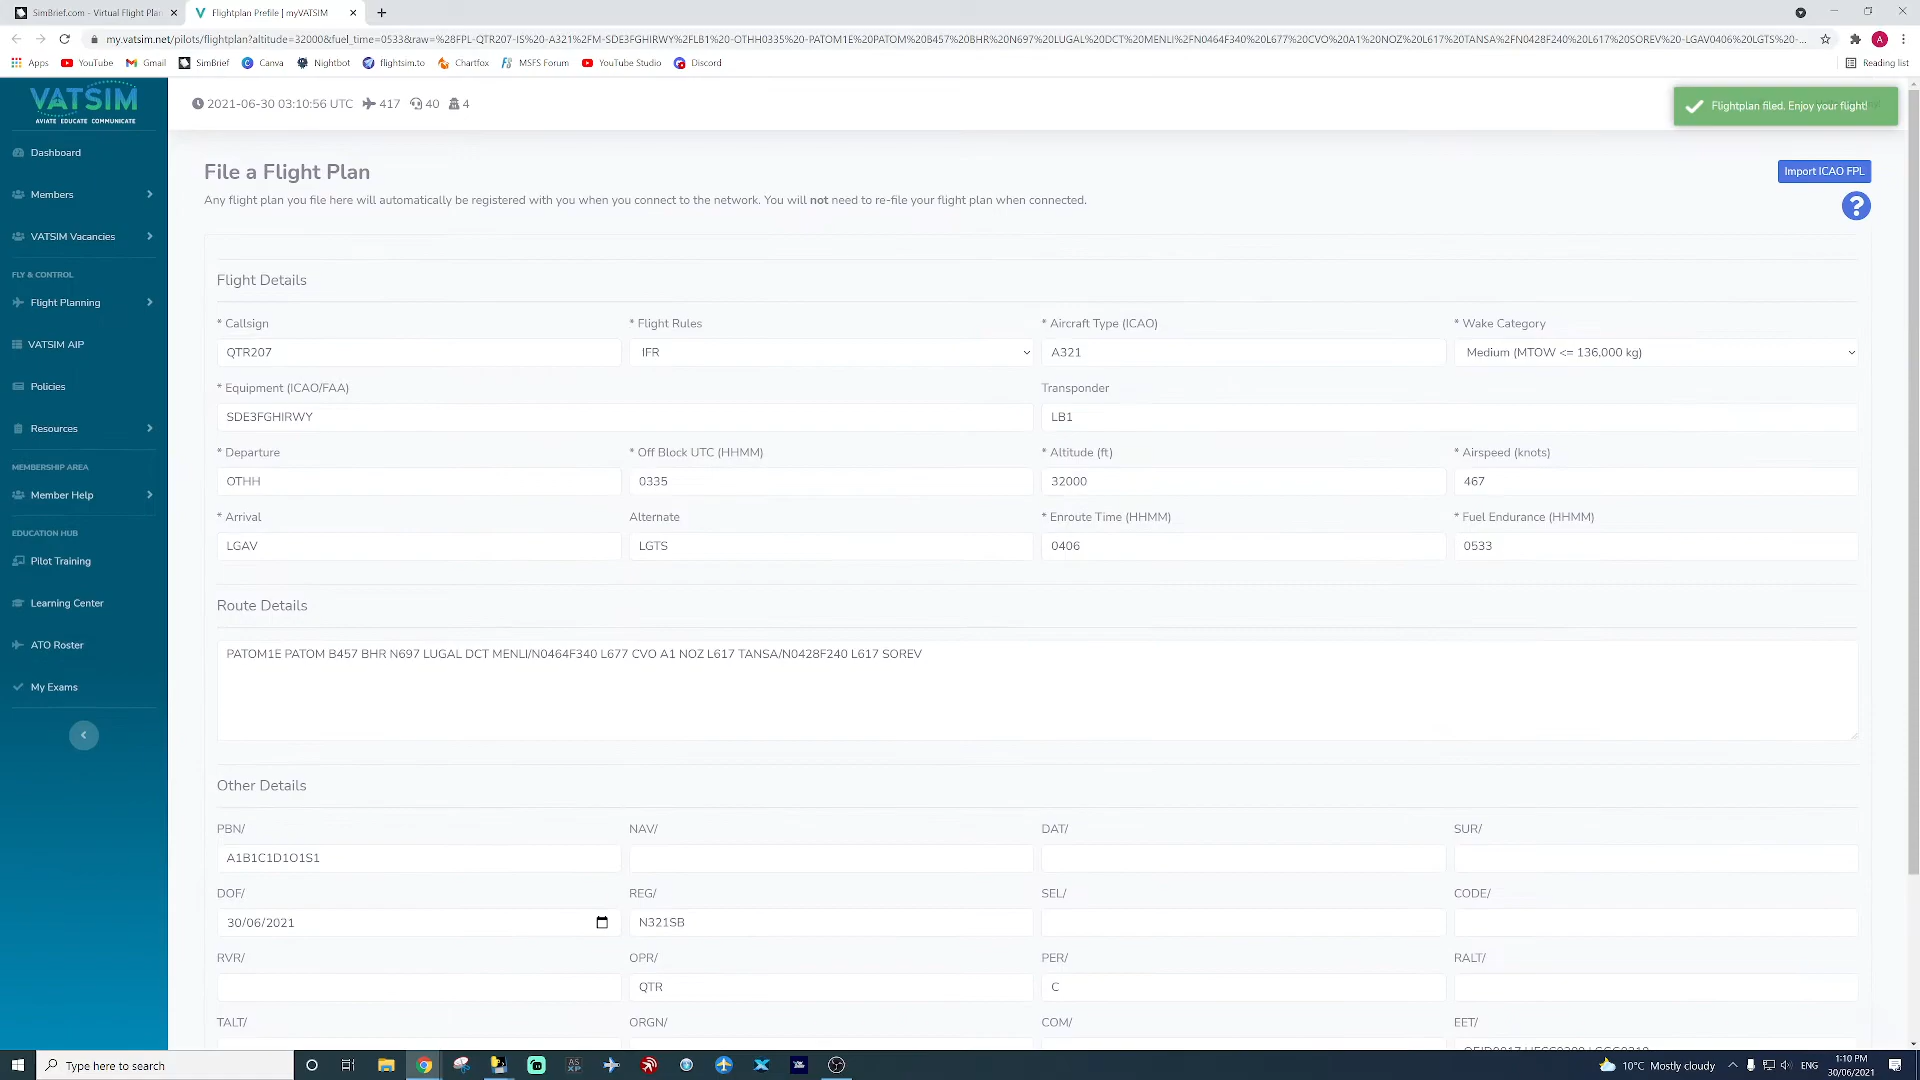 SimBrief.com - Virtual Flight Plan
Flightplan Prefile | myVATSIM
my.vatsim.net/pilots/flightplan?altitude=32000&fuel_time=0533&raw=%28FPL-QTR207-IS%20-A321%2FM-SDE3FGHIRWY%2FLB1%20-OTHH0335%20-PATOM1E%20PATOM%20B457%20BHR%20N697%20LUGAL%20DCT%20MENLI%2FN0464F340%20L677%20CVO%20A1%20NOZ%20L617%20TANSA%2FN0428F240%20L617%20SOREV%20-LGAV0406%20LGTS%20-...
Apps YouTube Gmail SimBrief Canva Nightbot flightsim.to Chartfox MSFS Forum YouTube Studio Discord Reading list
VATSIM
AVIATE EDUCATE COMMUNICATE
2021-06-30 03:10:56 UTC 417 40 4
Flightplan filed. Enjoy your flight!
Dashboard
Members
VATSIM Vacancies
FLY & CONTROL
Flight Planning
VATSIM AIP
Policies
Resources
MEMBERSHIP AREA
Member Help
EDUCATION HUB
Pilot Training
Learning Center
ATO Roster
My Exams
File a Flight Plan
Import ICAO FPL
Any flight plan you file here will automatically be registered with you when you connect to the network. You will not need to re-file your flight plan when connected.
?
Flight Details
* Callsign * Flight Rules * Aircraft Type (ICAO) * Wake Category
QTR207 IFR A321 Medium (MTOW <= 136,000 kg)
* Equipment (ICAO/FAA) Transponder
SDE3FGHIRWY LB1
* Departure * Off Block UTC (HHMM) * Altitude (ft) * Airspeed (knots)
OTHH 0335 32000 467
* Arrival Alternate * Enroute Time (HHMM) * Fuel Endurance (HHMM)
LGAV LGTS 0406 0533
Route Details
PATOM1E PATOM B457 BHR N697 LUGAL DCT MENLI/N0464F340 L677 CVO A1 NOZ L617 TANSA/N0428F240 L617 SOREV
Other Details
PBN/ NAV/ DAT/ SUR/
A1B1C1D1O1S1
DOF/ REG/ SEL/ CODE/
30/06/2021 N321SB
RVR/ OPR/ PER/ RALT/
QTR C
TALT/ ORGN/ COM/ EET/
Type here to search
10°C Mostly cloudy ENG
1:10 PM
30/06/2021